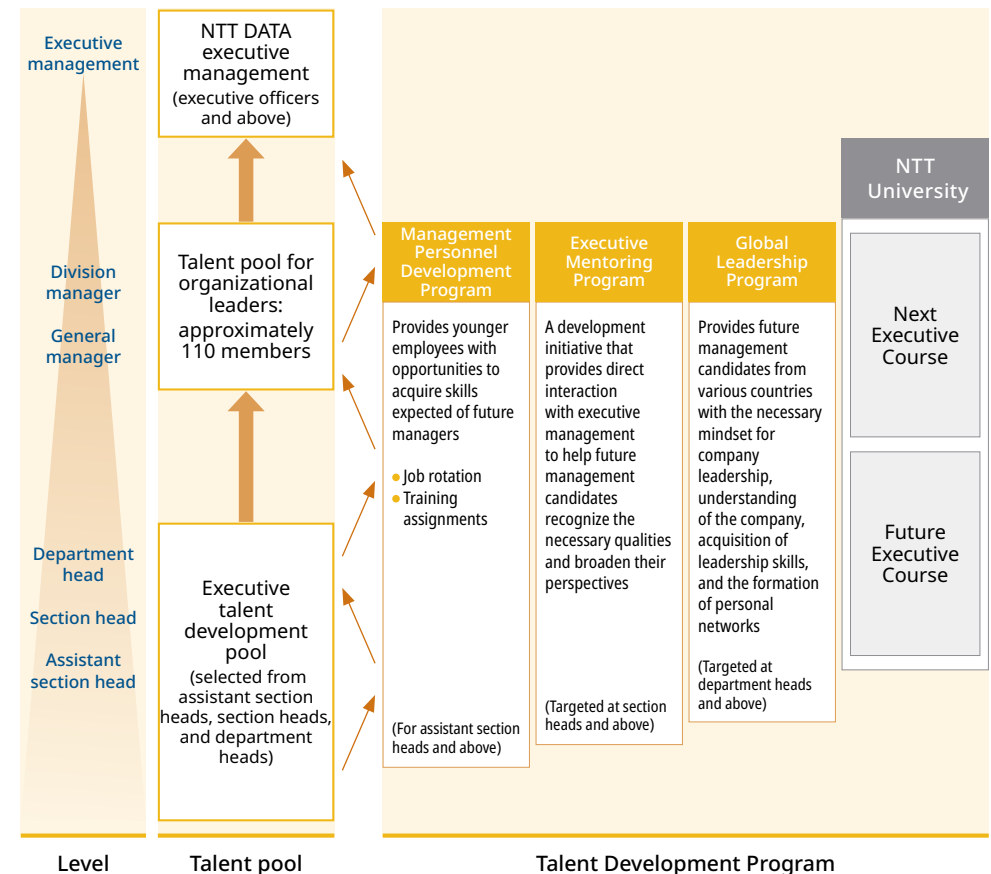 Executive
management
Division
manager
General
manager
Department
head
Section head
Assistant
section head
Level
NTT DATA
executive
management
(executive officers
and above)
Talent pool for
organizational
leaders:
approximately
110 members
Executive
talent
development
pool
(selected from
assistant section
heads, section heads,
and department
heads)
Talent pool
Management
Personnel
Development
Program
Provides younger
employees with
opportunities to
acquire skills
expected of future
managers
● Job rotation
● Training
assignments
(For assistant section
heads and above)
Executive
Mentoring
Program
A development
initiative that
provides direct
interaction
with executive
management
to help future
management
candidates
recognize the
necessary qualities
and broaden their
perspectives
(Targeted at section
heads and above)
Global
Leadership
Program
Provides future
management
candidates from
various countries
with the necessary
mindset for
company
leadership,
understanding
of the company,
acquisition of
leadership skills,
and the formation
of personal
networks
(Targeted at
department heads
and above)
NTT
University
Next
Executive
Course
Future
Executive
Course
Talent Development Program